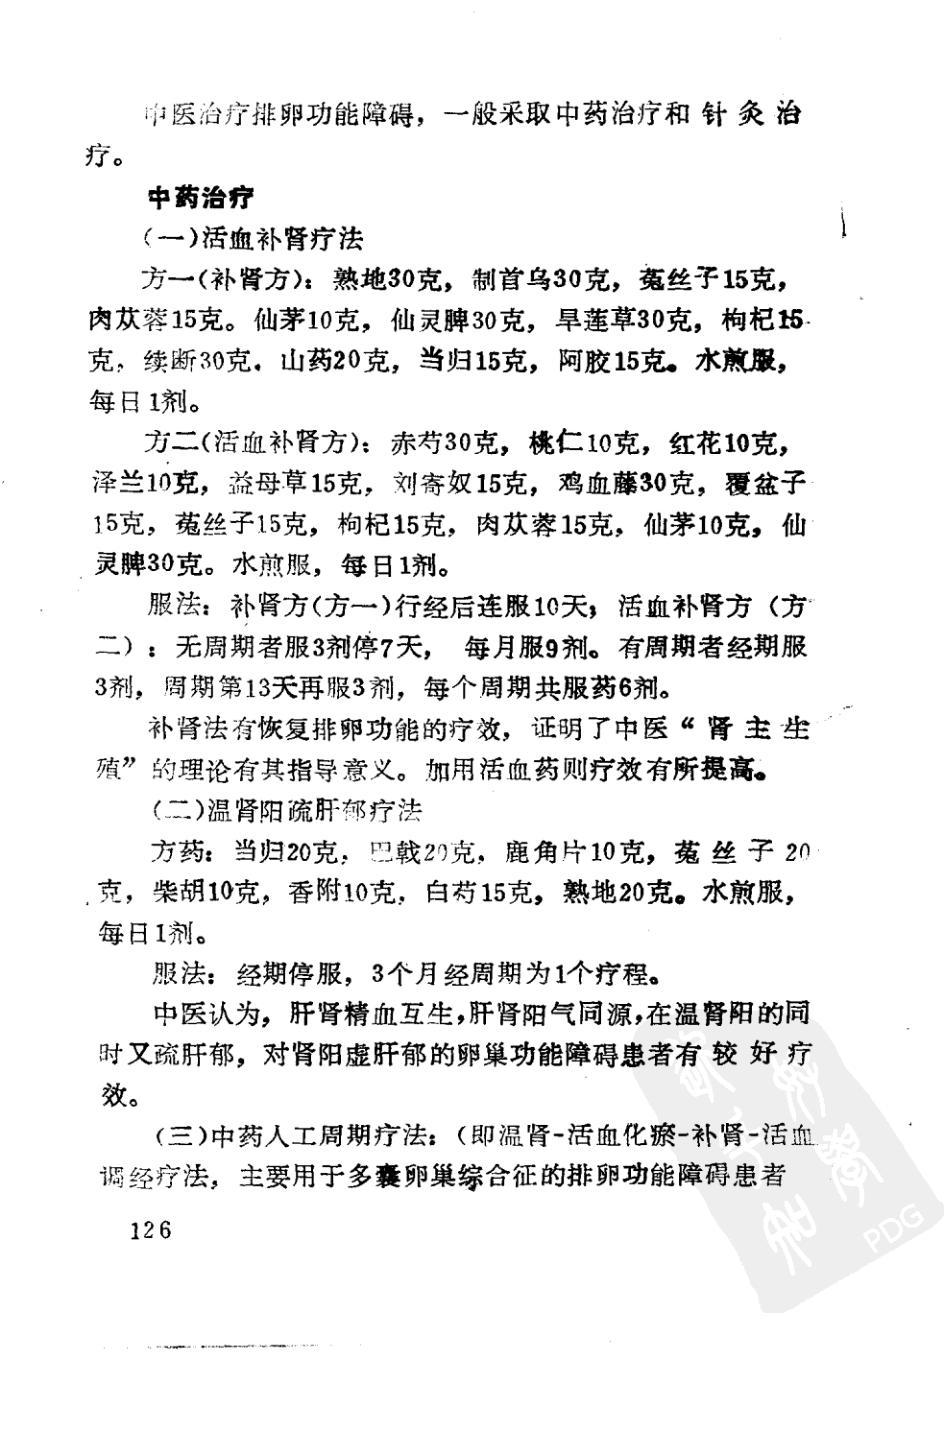 中医治疗排卵功能障碍，一般采取中药治疗和针灸治
疗。
中药治疗
（一）活血补肾疗法
方一（补肾方）：熟地30克，制首乌30克，菟丝子15克，
肉苁蓉15克。仙茅10克，仙灵脾30克，旱莲草30克，枸杞15
克，续断30克，山药20克，当归15克，阿胶15克。水煎服，
每日1剂。
方二（活血补肾方）：赤芍30克，桃仁10克，红花10克，
泽兰10克，益母草15克，刘寄奴15克，鸡血藤30克，覆盆子
15克，菟丝子15克，枸杞15克，肉苁蓉15克，仙茅10克，仙
灵脾30克。水煎服，每日1剂。
服法：补肾方（方一）行经后连服10天；活血补肾方（方
二）：无周期者服3剂停7天，每月服9剂。有周期者经期服
3剂，周期第13天再服3剂，每个周期共服药6剂。
补肾法有恢复排卵功能的疗效，证明了中医“肾主生
殖”的理论有其指导意义。加用活血药则疗效有所提高。
（二）温肾阳疏肝郁疗法
方药：当归20克，巴戟20克，鹿角片10克，菟丝子20
克，柴胡10克，香附10克，白芍15克，熟地20克。水煎服，
每日1剂。
服法：经期停服，3个月经周期为1个疗程。
中医认为，肝肾精血互生，肝肾阳气同源，在温肾阳的同
时又疏肝郁，对肾阳虚肝郁的卵巢功能障碍患者有较好疗
效。
（三）中药人工周期疗法：（即温肾-活血化瘀-补肾-活血
调经疗法，主要用于多囊卵巢综合征的排卵功能障碍患者
126
PDG